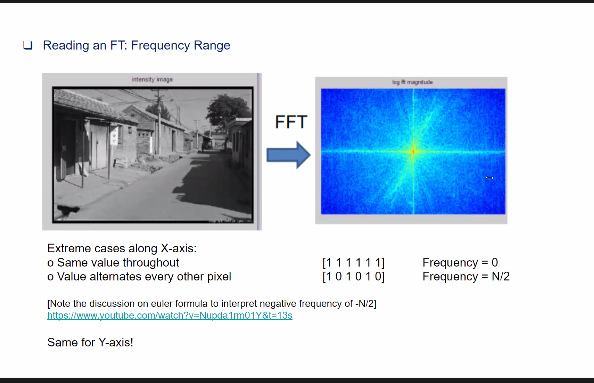 ❑ Reading an FT: Frequency Range
intensity image
log fft magnitude
FFT
Extreme cases along X-axis:
o Same value throughout [1 1 1 1 1 1] Frequency = 0
o Value alternates every other pixel [1 0 1 0 1 0] Frequency = N/2
[Note the discussion on euler formula to interpret negative frequency of -N/2]
https://www.youtube.com/watch?v=Nupda1rm01Y&t=13s
Same for Y-axis!